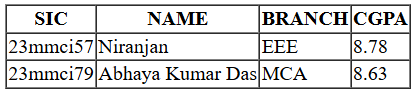 SIC NAME BRANCH CGPA
23mmci57 Niranjan EEE 8.78
23mmci79 Abhaya Kumar Das MCA 8.63